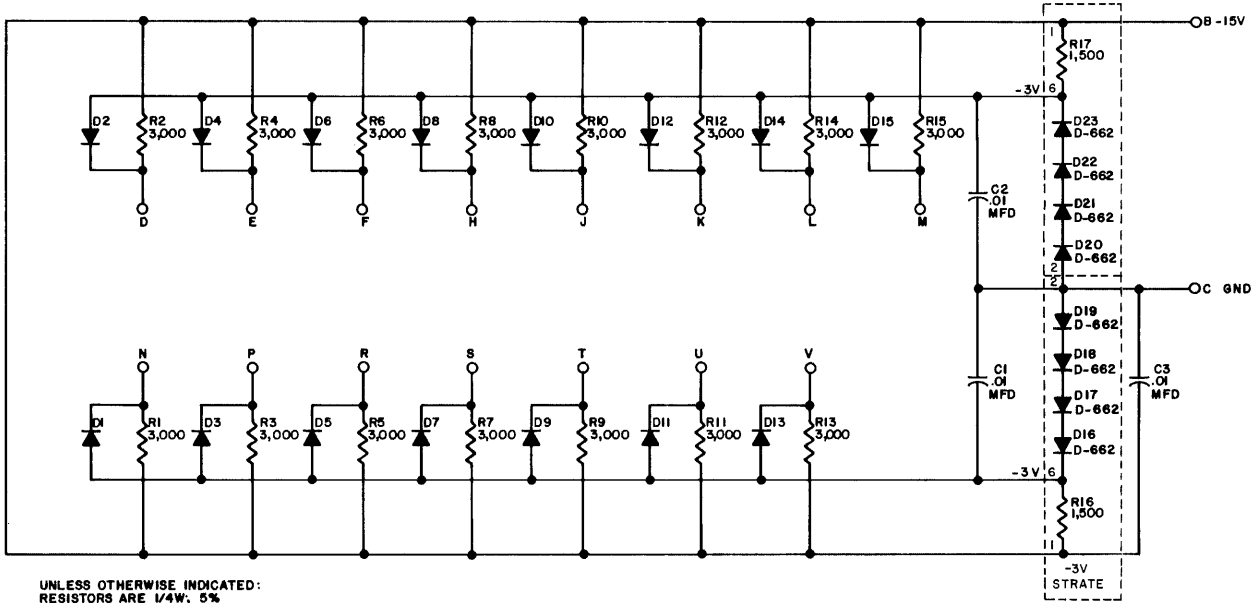 B -15V
1
R17
1,500
-3V 6
D2
R2
3,000
D4
R4
3,000
D6
R6
3,000
D8
R8
3,000
D10
R10
3,000
D12
R12
3,000
D14
R14
3,000
D15
R15
3,000
D23
D-662
D22
D-662
D21
D-662
D20
D-662
C2
.01
MFD
D
E
F
H
J
K
L
M
2
2
C GND
D19
D-662
D18
D-662
D17
D-662
D16
D-662
C1
.01
MFD
C3
.01
MFD
N
P
R
S
T
U
V
D1
R1
3,000
D3
R3
3,000
D5
R5
3,000
D7
R7
3,000
D9
R9
3,000
D11
R11
3,000
D13
R13
3,000
-3V 6
R16
1,500
1
-3V
STRATE
UNLESS OTHERWISE INDICATED:
RESISTORS ARE 1/4W; 5%